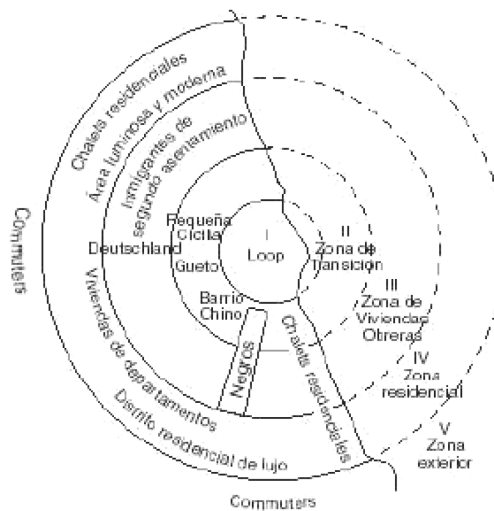 Chalets residenciales
Área luminosa y moderna
Inmigrantes de
segundo asentamiento
Commuters
Pequeña
Cicilia
Deutschland
Gueto
Barrio
Chino
I
Loop
II
Zona de
Transición
III
Zona de
Viviendas
Obreras
IV
Zona
residencial
V
Zona
exterior
Negros
Chalets residenciales
Viviendas de departamentos
Distrito residencial de lujo
Commuters